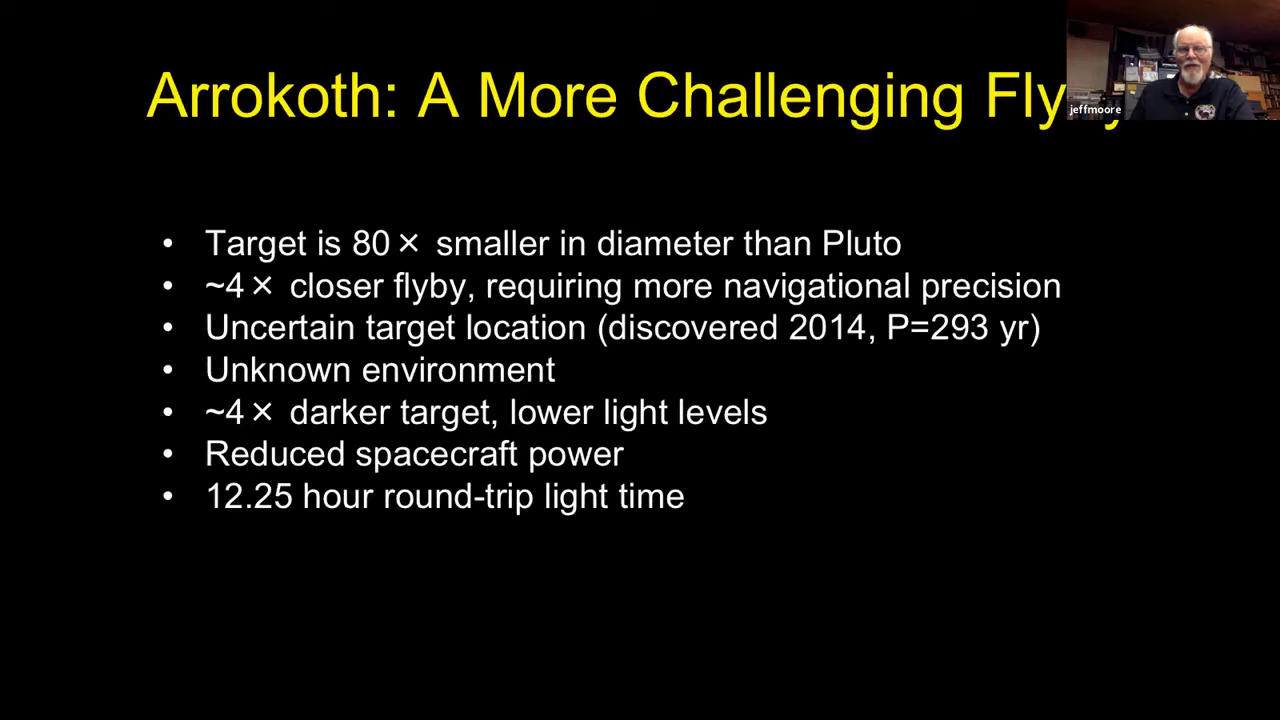 Arrokoth: A More Challenging Fly
jeffmoore
• Target is 80× smaller in diameter than Pluto
• ~4× closer flyby, requiring more navigational precision
• Uncertain target location (discovered 2014, P=293 yr)
• Unknown environment
• ~4× darker target, lower light levels
• Reduced spacecraft power
• 12.25 hour round-trip light time